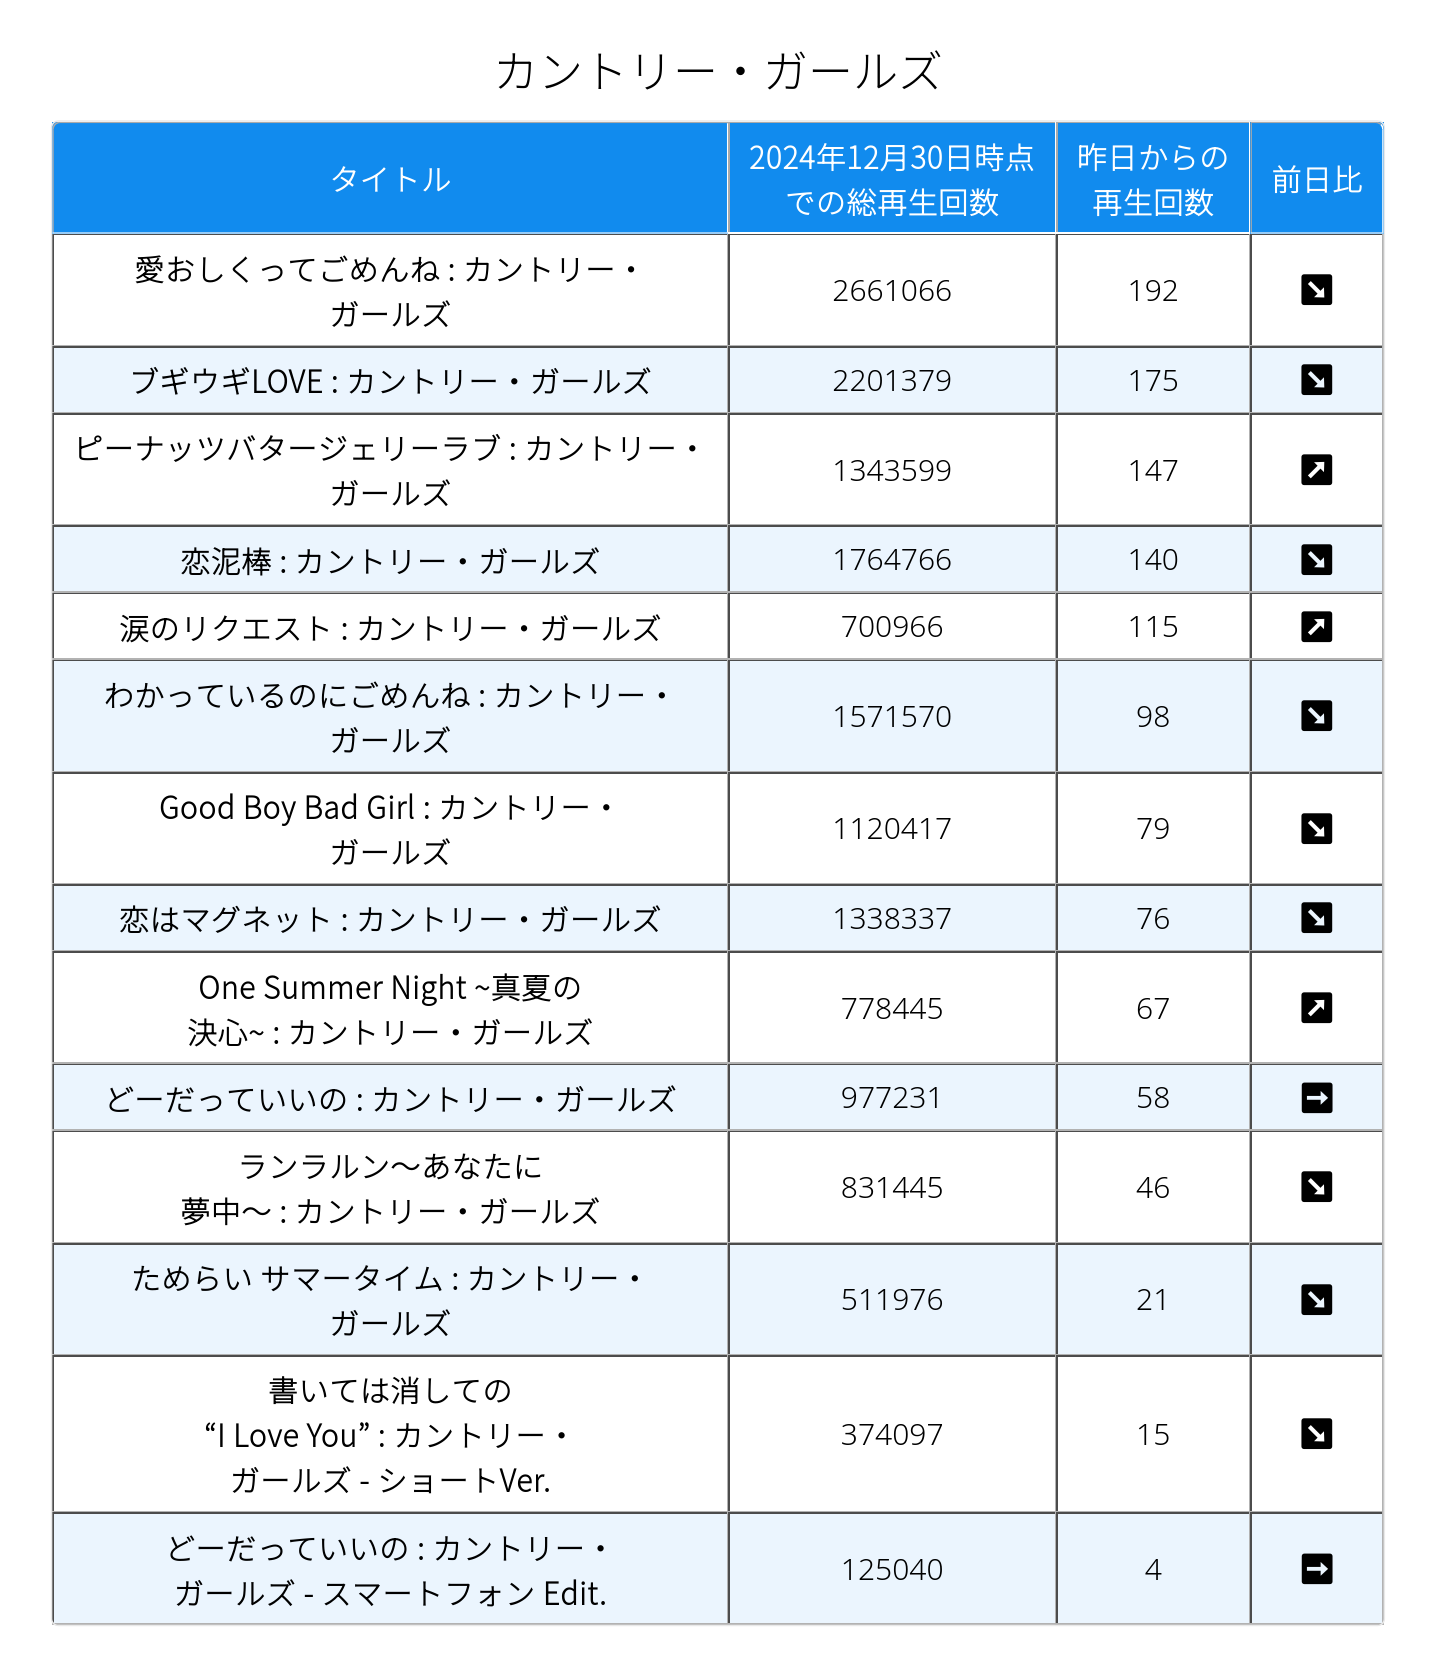 カントリー・ガールズ
タイトル
2024年12月30日時点
での総再生回数
昨日からの
再生回数
前日比
愛おしくってごめんね : カントリー・
ガールズ
2661066
192
↘
ブギウギLOVE : カントリー・ガールズ
2201379
175
↘
ピーナッツバタージェリーラブ : カントリー・
ガールズ
1343599
147
↗
恋泥棒 : カントリー・ガールズ
1764766
140
↘
涙のリクエスト : カントリー・ガールズ
700966
115
↗
わかっているのにごめんね : カントリー・
ガールズ
1571570
98
↘
Good Boy Bad Girl : カントリー・
ガールズ
1120417
79
↘
恋はマグネット : カントリー・ガールズ
1338337
76
↘
One Summer Night ~真夏の
決心~ : カントリー・ガールズ
778445
67
↗
どーだっていいの : カントリー・ガールズ
977231
58
→
ランラルン〜あなたに
夢中〜 : カントリー・ガールズ
831445
46
↘
ためらい サマータイム : カントリー・
ガールズ
511976
21
↘
書いては消しての
“I Love You” : カントリー・
ガールズ - ショートVer.
374097
15
↘
どーだっていいの : カントリー・
ガールズ - スマートフォン Edit.
125040
4
→